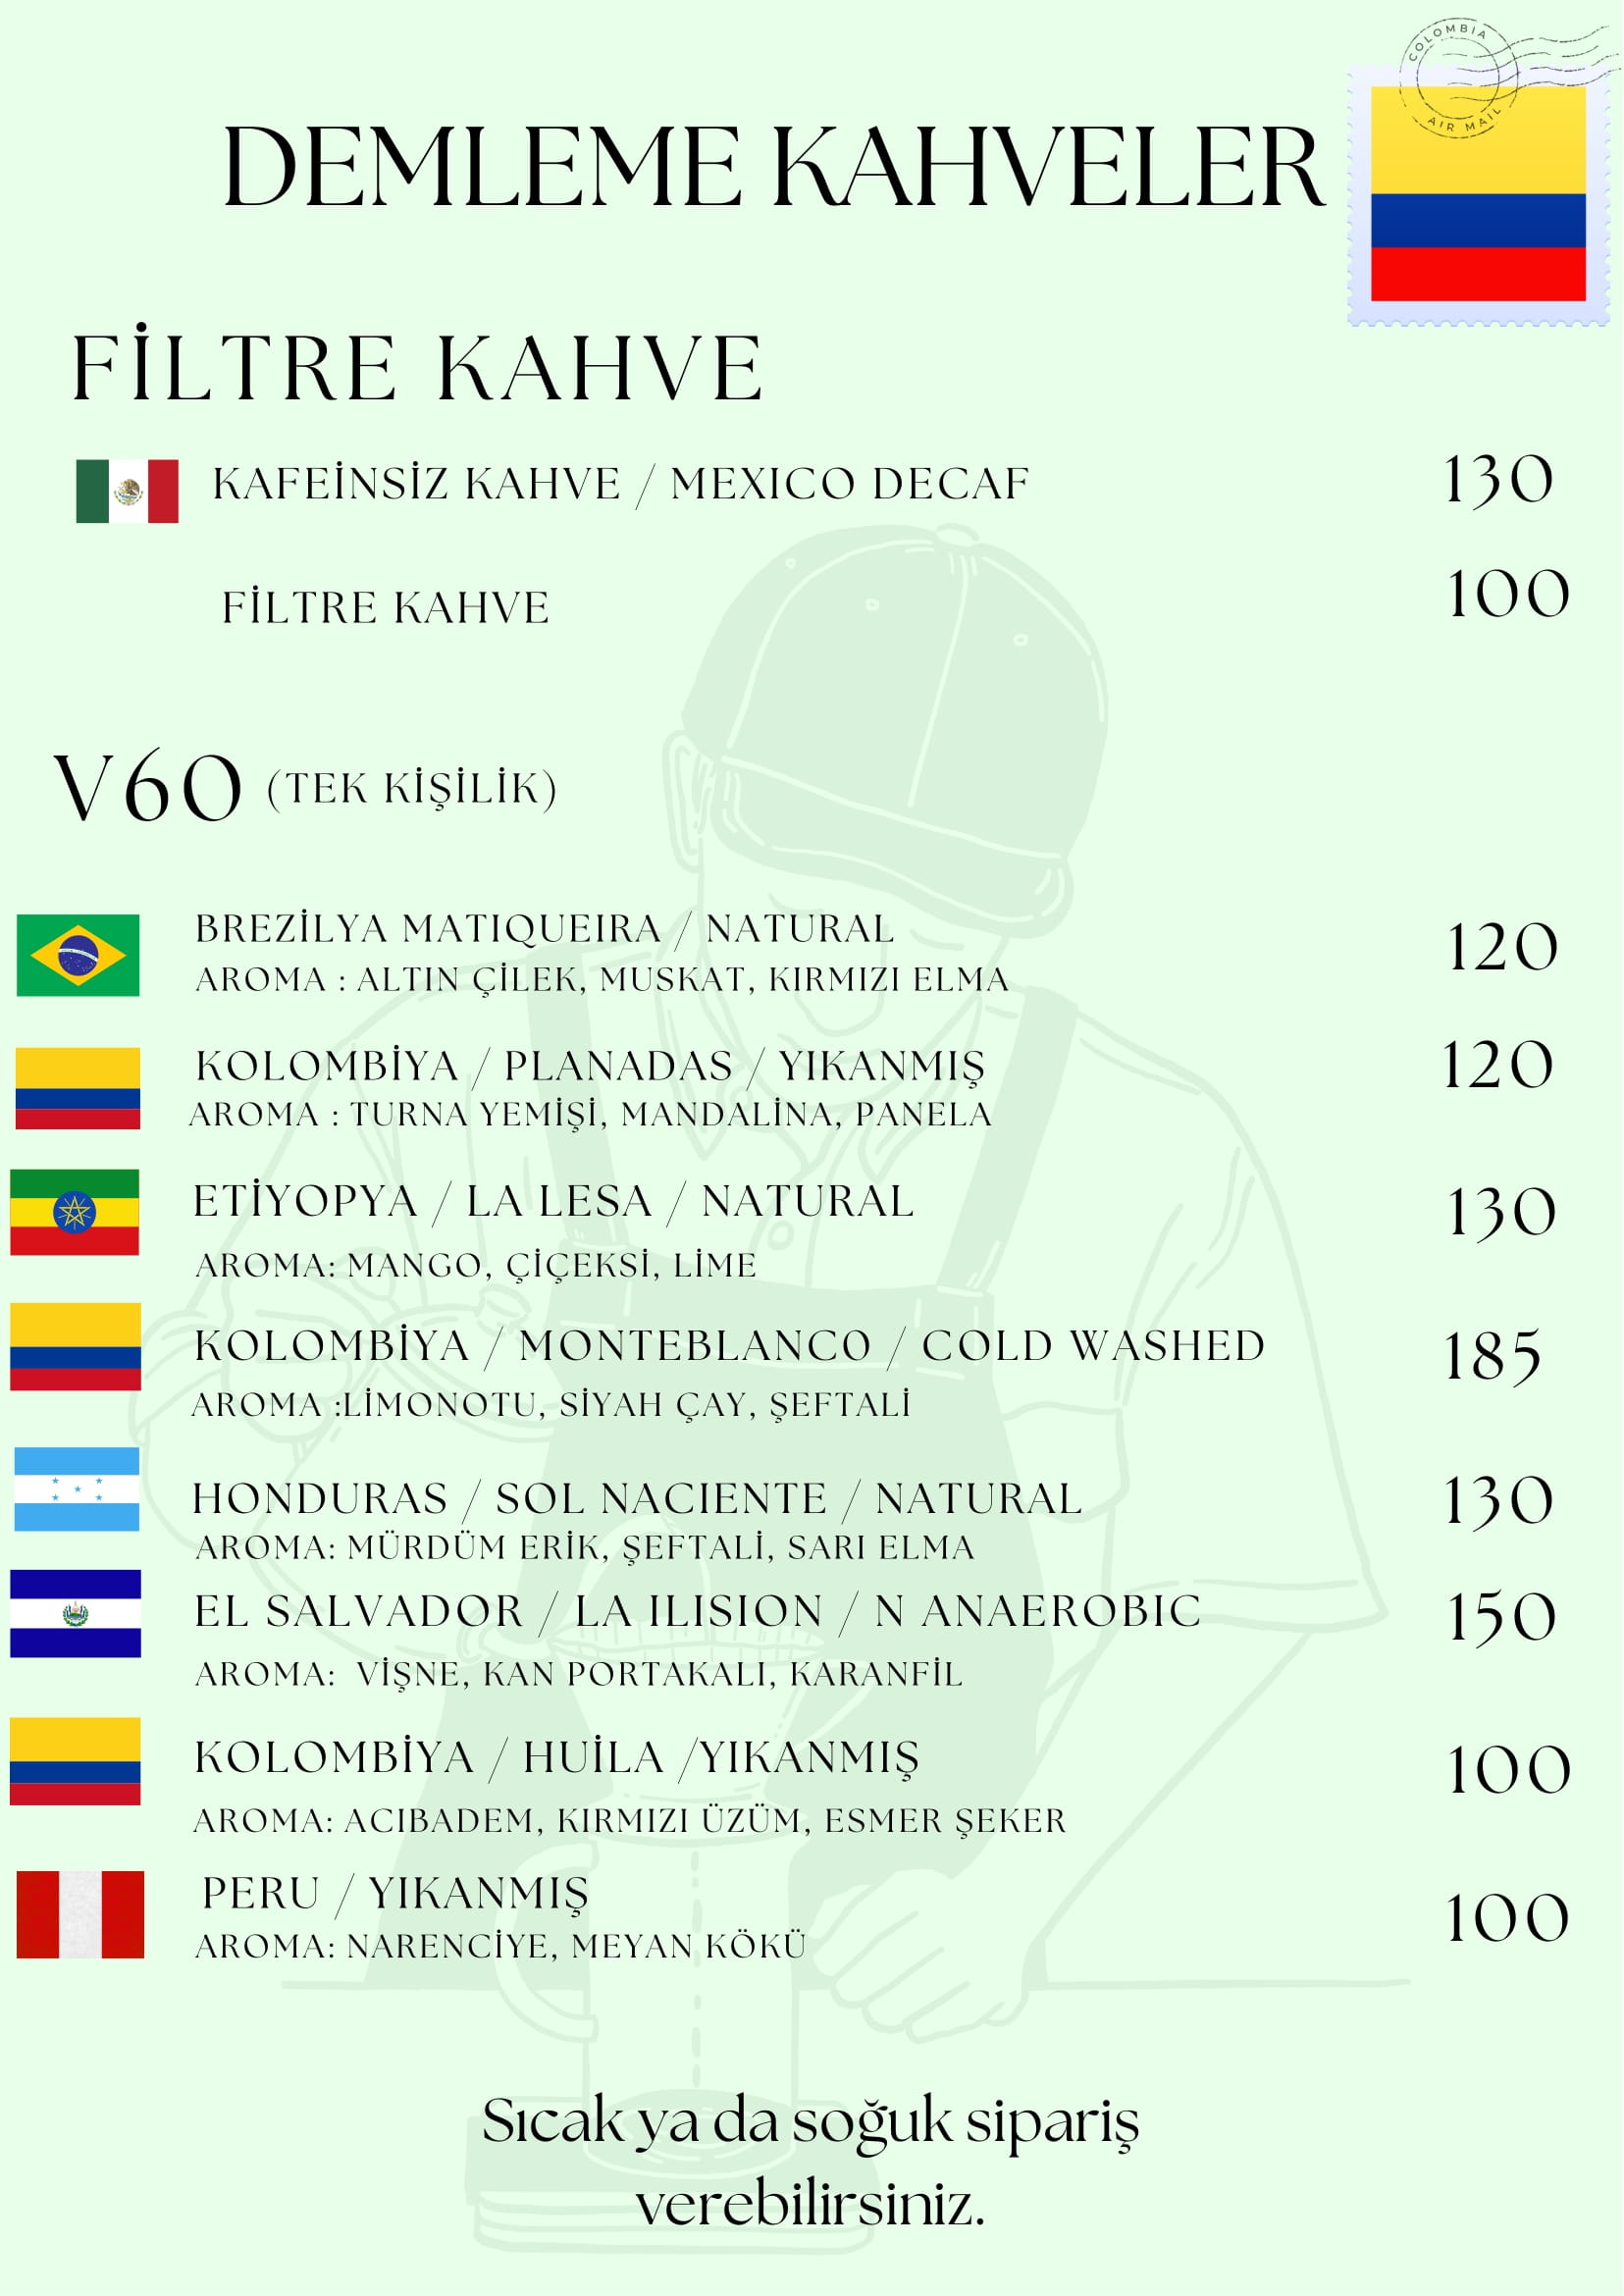 COLOMBIA
AIR MAIL
DEMLEME KAHVELER
FİLTRE KAHVE
KAFEİNSİZ KAHVE / MEXICO DECAF 130
FİLTRE KAHVE 100
V60 (TEK KİŞİLİK)
BREZİLYA MATIQUEIRA / NATURAL 120
AROMA : ALTIN ÇİLEK, MUSKAT, KIRMIZI ELMA
KOLOMBİYA / PLANADAS / YIKANMIŞ 120
AROMA : TURNA YEMİŞİ, MANDALİNA, PANELA
ETİYOPYA / LA LESA / NATURAL 130
AROMA: MANGO, ÇİÇEKSİ, LİME
KOLOMBİYA / MONTEBLANCO / COLD WASHED 185
AROMA :LİMONOTU, SİYAH ÇAY, ŞEFTALİ
HONDURAS / SOL NACIENTE / NATURAL 130
AROMA: MÜRDÜM ERİK, ŞEFTALİ, SARI ELMA
EL SALVADOR / LA ILISION / N ANAEROBIC 150
AROMA: VİŞNE, KAN PORTAKALI, KARANFİL
KOLOMBİYA / HUİLA /YIKANMIŞ 100
AROMA: ACIBADEM, KIRMIZI ÜZÜM, ESMER ŞEKER
PERU / YIKANMIŞ 100
AROMA: NARENCİYE, MEYAN KÖKÜ
Sıcak ya da soğuk sipariş
verebilirsiniz.